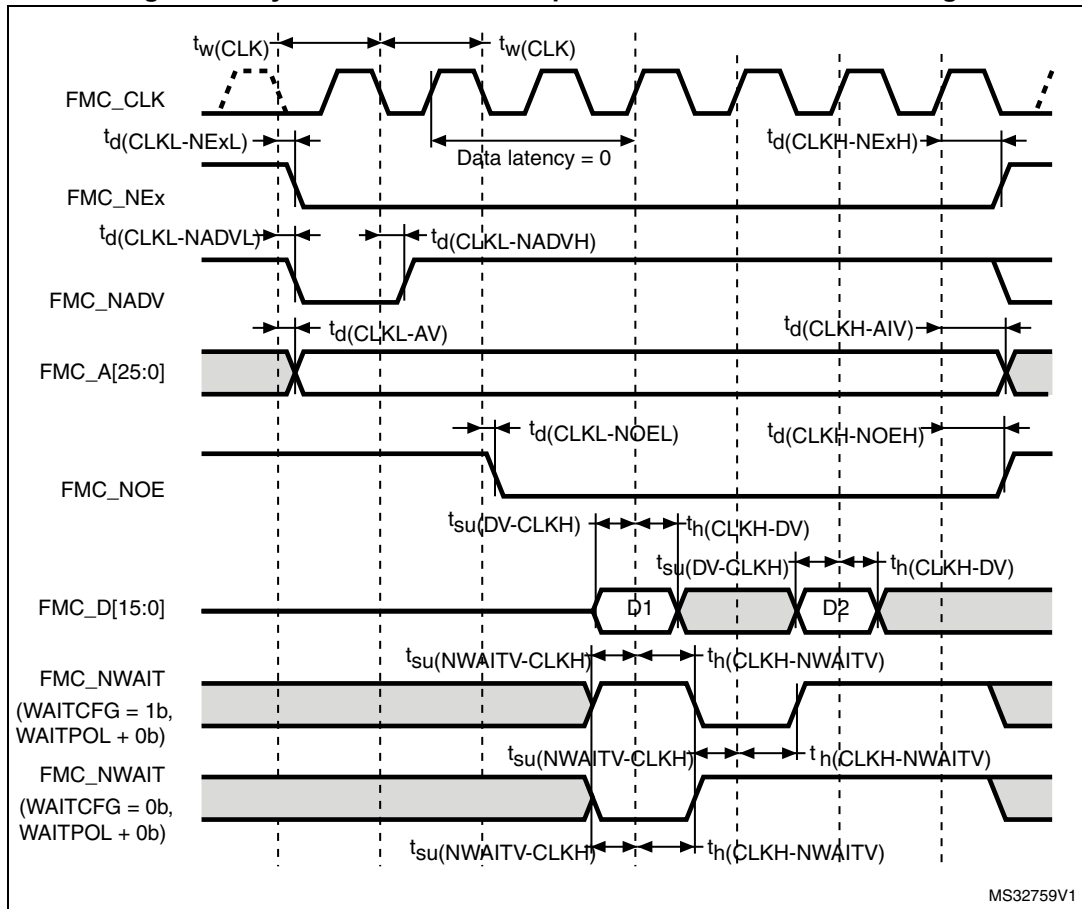 tw(CLK)
tw(CLK)
FMC_CLK
td(CLKL-NExL)
Data latency = 0
td(CLKH-NExH)
FMC_NEx
td(CLKL-NADVL)
td(CLKL-NADVH)
FMC_NADV
td(CLKL-AV)
td(CLKH-AIV)
FMC_A[25:0]
td(CLKL-NOEL)
td(CLKH-NOEH)
FMC_NOE
tsu(DV-CLKH)
th(CLKH-DV)
tsu(DV-CLKH)
th(CLKH-DV)
FMC_D[15:0]
D1
D2
tsu(NWAITV-CLKH)
th(CLKH-NWAITV)
FMC_NWAIT
(WAITCFG = 1b,
WAITPOL + 0b)
tsu(NWAITV-CLKH)
th(CLKH-NWAITV)
FMC_NWAIT
(WAITCFG = 0b,
WAITPOL + 0b)
tsu(NWAITV-CLKH)
th(CLKH-NWAITV)
MS32759V1